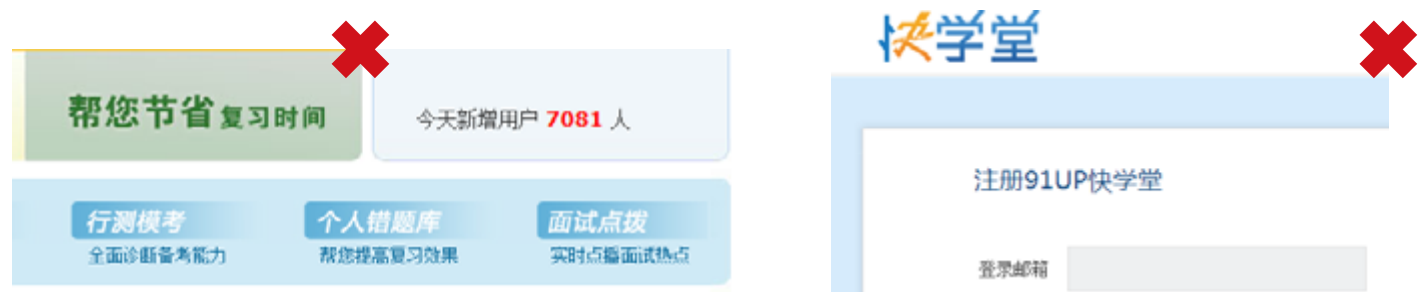 帮您节省复习时间
今天新增用户 7081 人
行测模考
全面诊断备考能力
个人错题库
帮您提高复习效果
面试点拨
实时点播面试热点
快学堂
注册91UP快学堂
登录邮箱